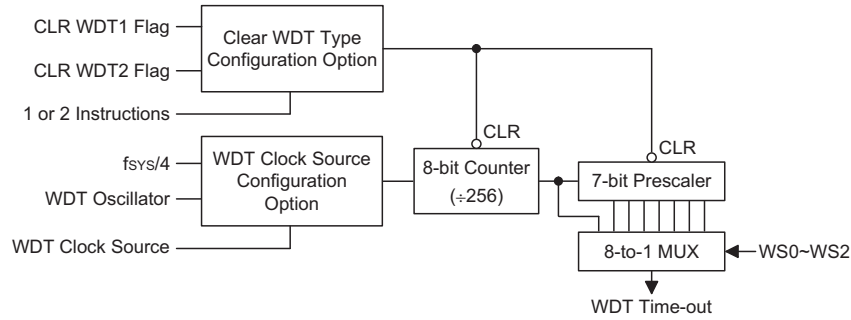 CLR WDT1 Flag
CLR WDT2 Flag
1 or 2 Instructions
Clear WDT Type
Configuration Option
fSYS/4
WDT Oscillator
WDT Clock Source
WDT Clock Source
Configuration
Option
CLR
8-bit Counter
(÷256)
CLR
7-bit Prescaler
8-to-1 MUX
WS0~WS2
WDT Time-out